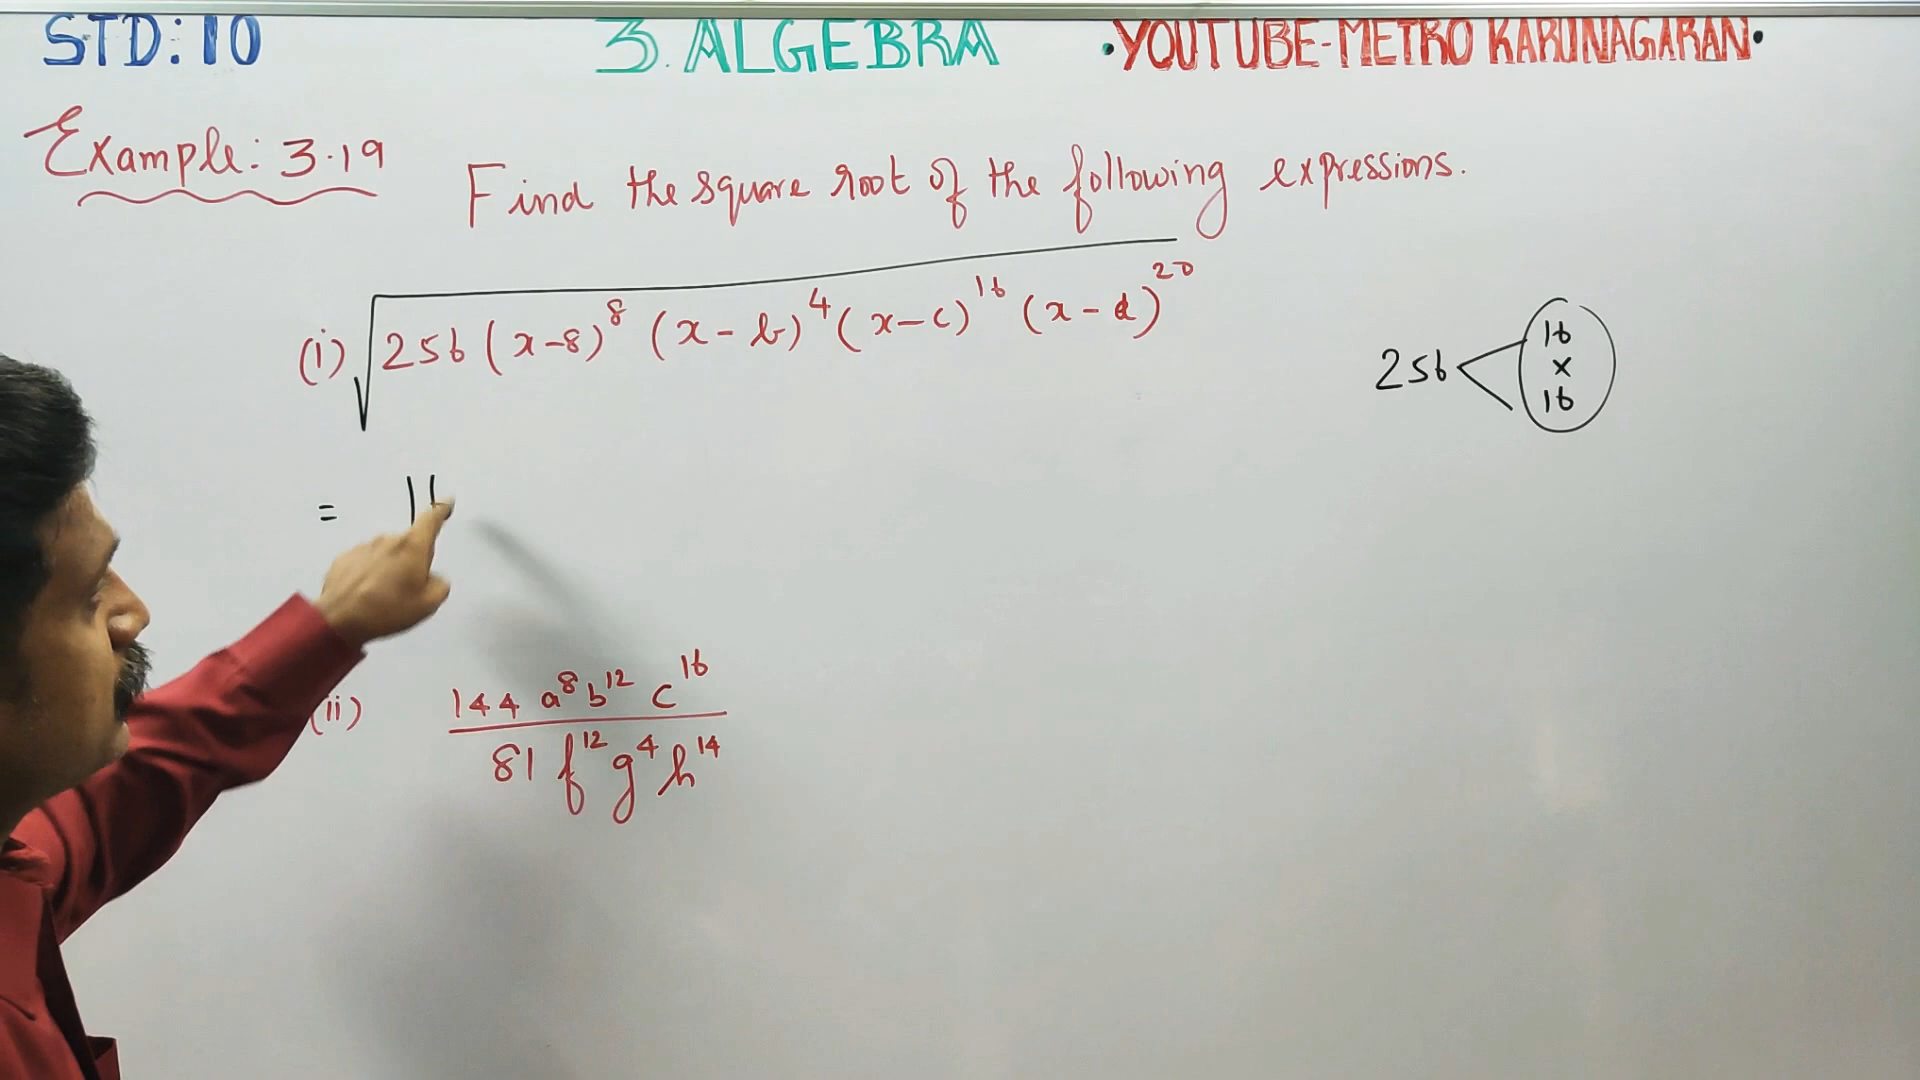 STD: 10 3. ALGEBRA •YOUTUBE-METRO KARUNAGARAN•
Example: 3.19
Find the square root of the following expressions.
(i) √256 (x-8)⁸ (x-b)⁴ (x-c)¹⁶ (x-d)²⁰
256 < 16 × 16
= 16
(ii) 144 a⁸ b¹² c¹⁶
81 f¹² g⁴ h¹⁴